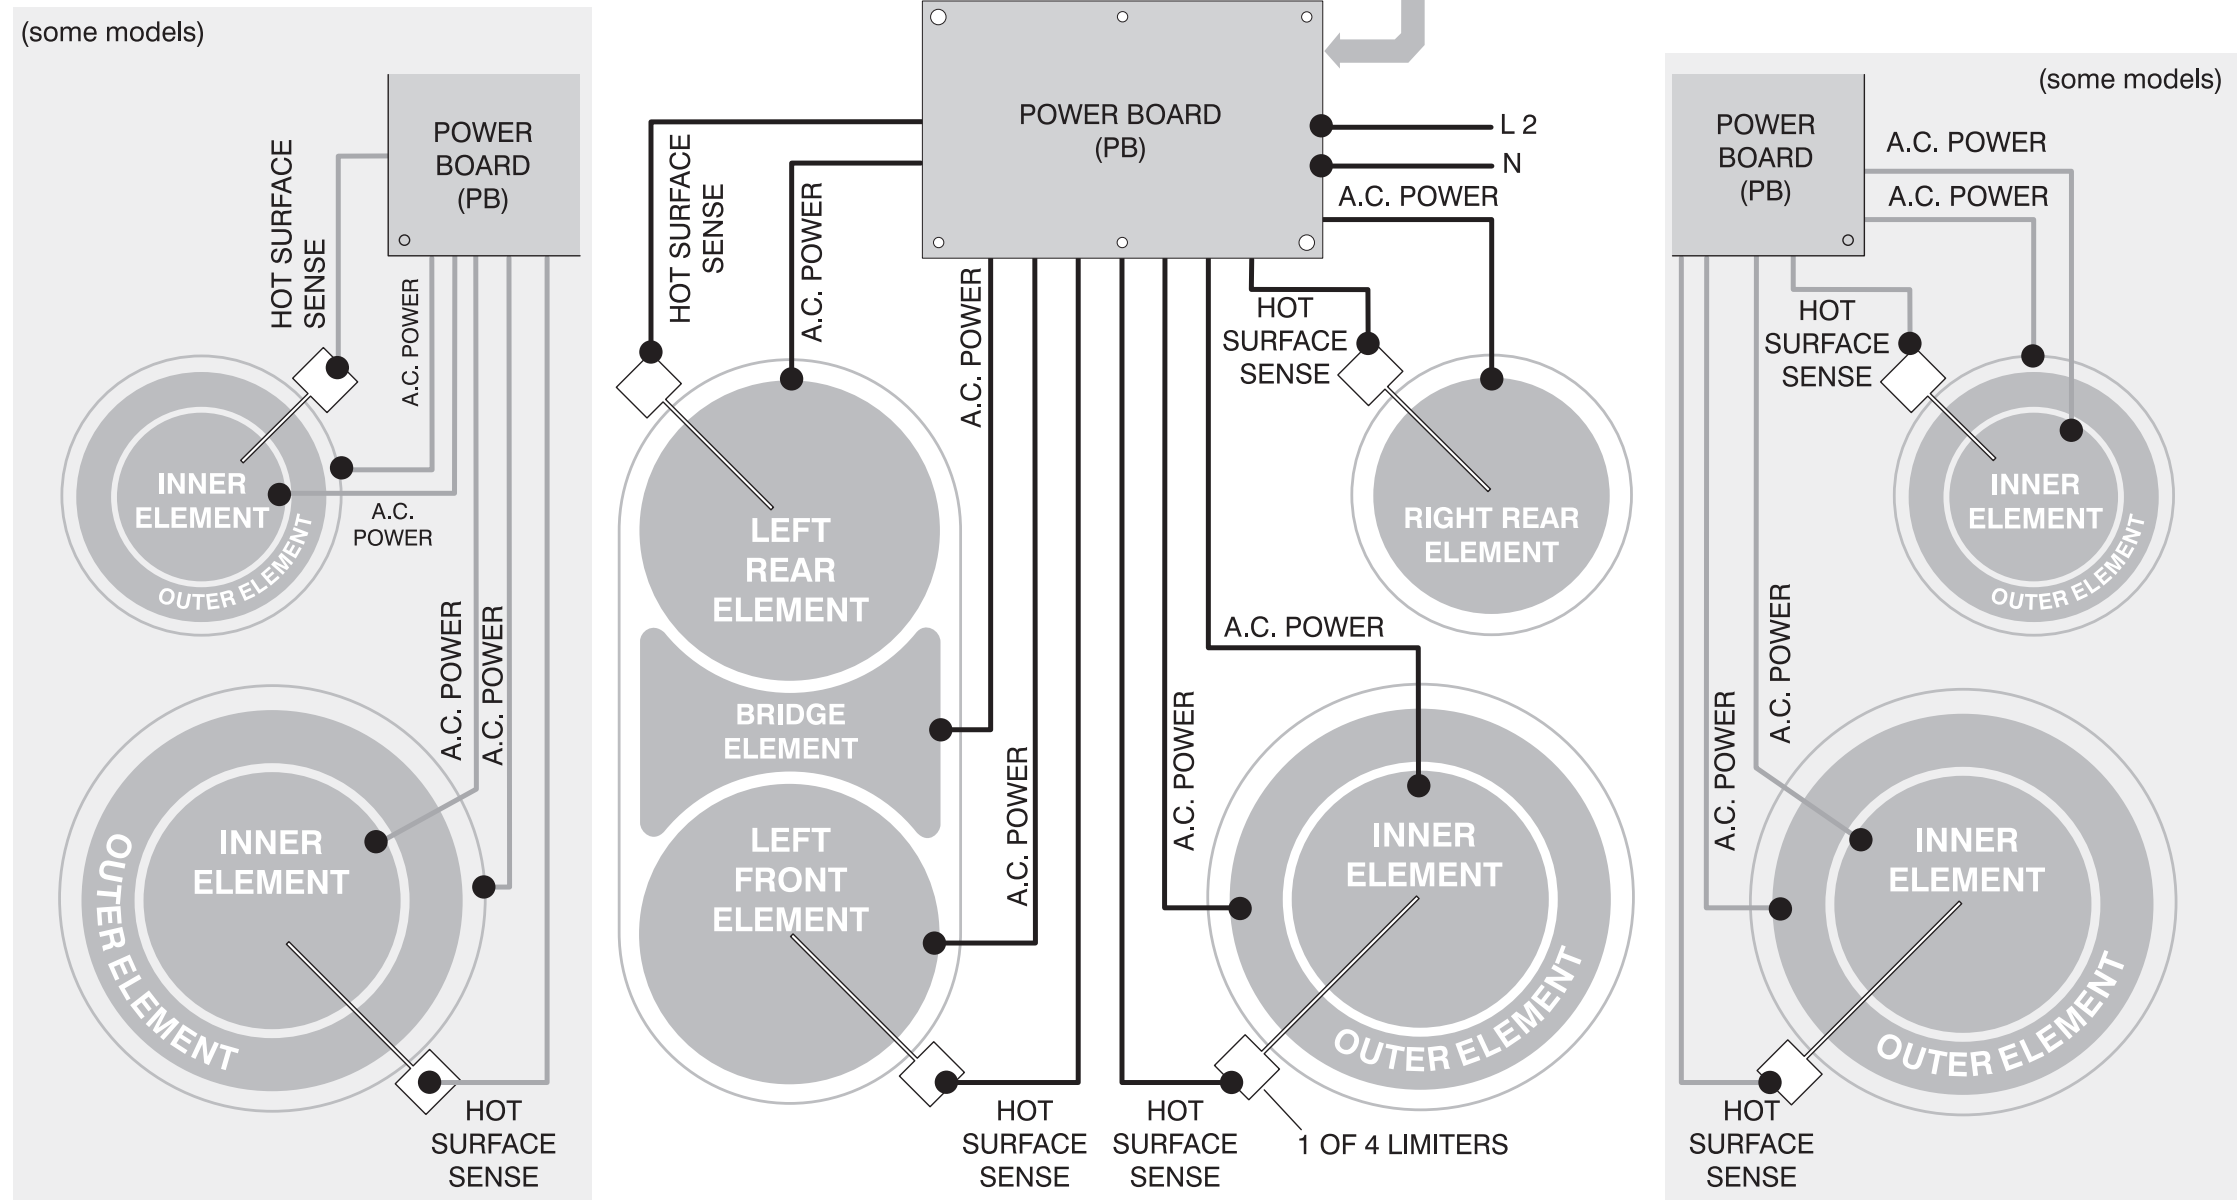 (some models)
POWER
BOARD
(PB)
HOT SURFACE
SENSE
A.C. POWER
INNER
ELEMENT
OUTER ELEMENT
A.C.
POWER
A.C. POWER
A.C. POWER
INNER
ELEMENT
OUTER ELEMENT
HOT
SURFACE
SENSE
POWER BOARD
(PB)
L 2
N
A.C. POWER
HOT SURFACE
SENSE
A.C. POWER
A.C. POWER
HOT
SURFACE
SENSE
LEFT
REAR
ELEMENT
RIGHT REAR
ELEMENT
BRIDGE
ELEMENT
A.C. POWER
A.C. POWER
A.C. POWER
LEFT
FRONT
ELEMENT
INNER
ELEMENT
OUTER ELEMENT
HOT
SURFACE
SENSE
HOT
SURFACE
SENSE
1 OF 4 LIMITERS
(some models)
POWER
BOARD
(PB)
A.C. POWER
A.C. POWER
HOT
SURFACE
SENSE
INNER
ELEMENT
OUTER ELEMENT
A.C. POWER
A.C. POWER
INNER
ELEMENT
OUTER ELEMENT
HOT
SURFACE
SENSE